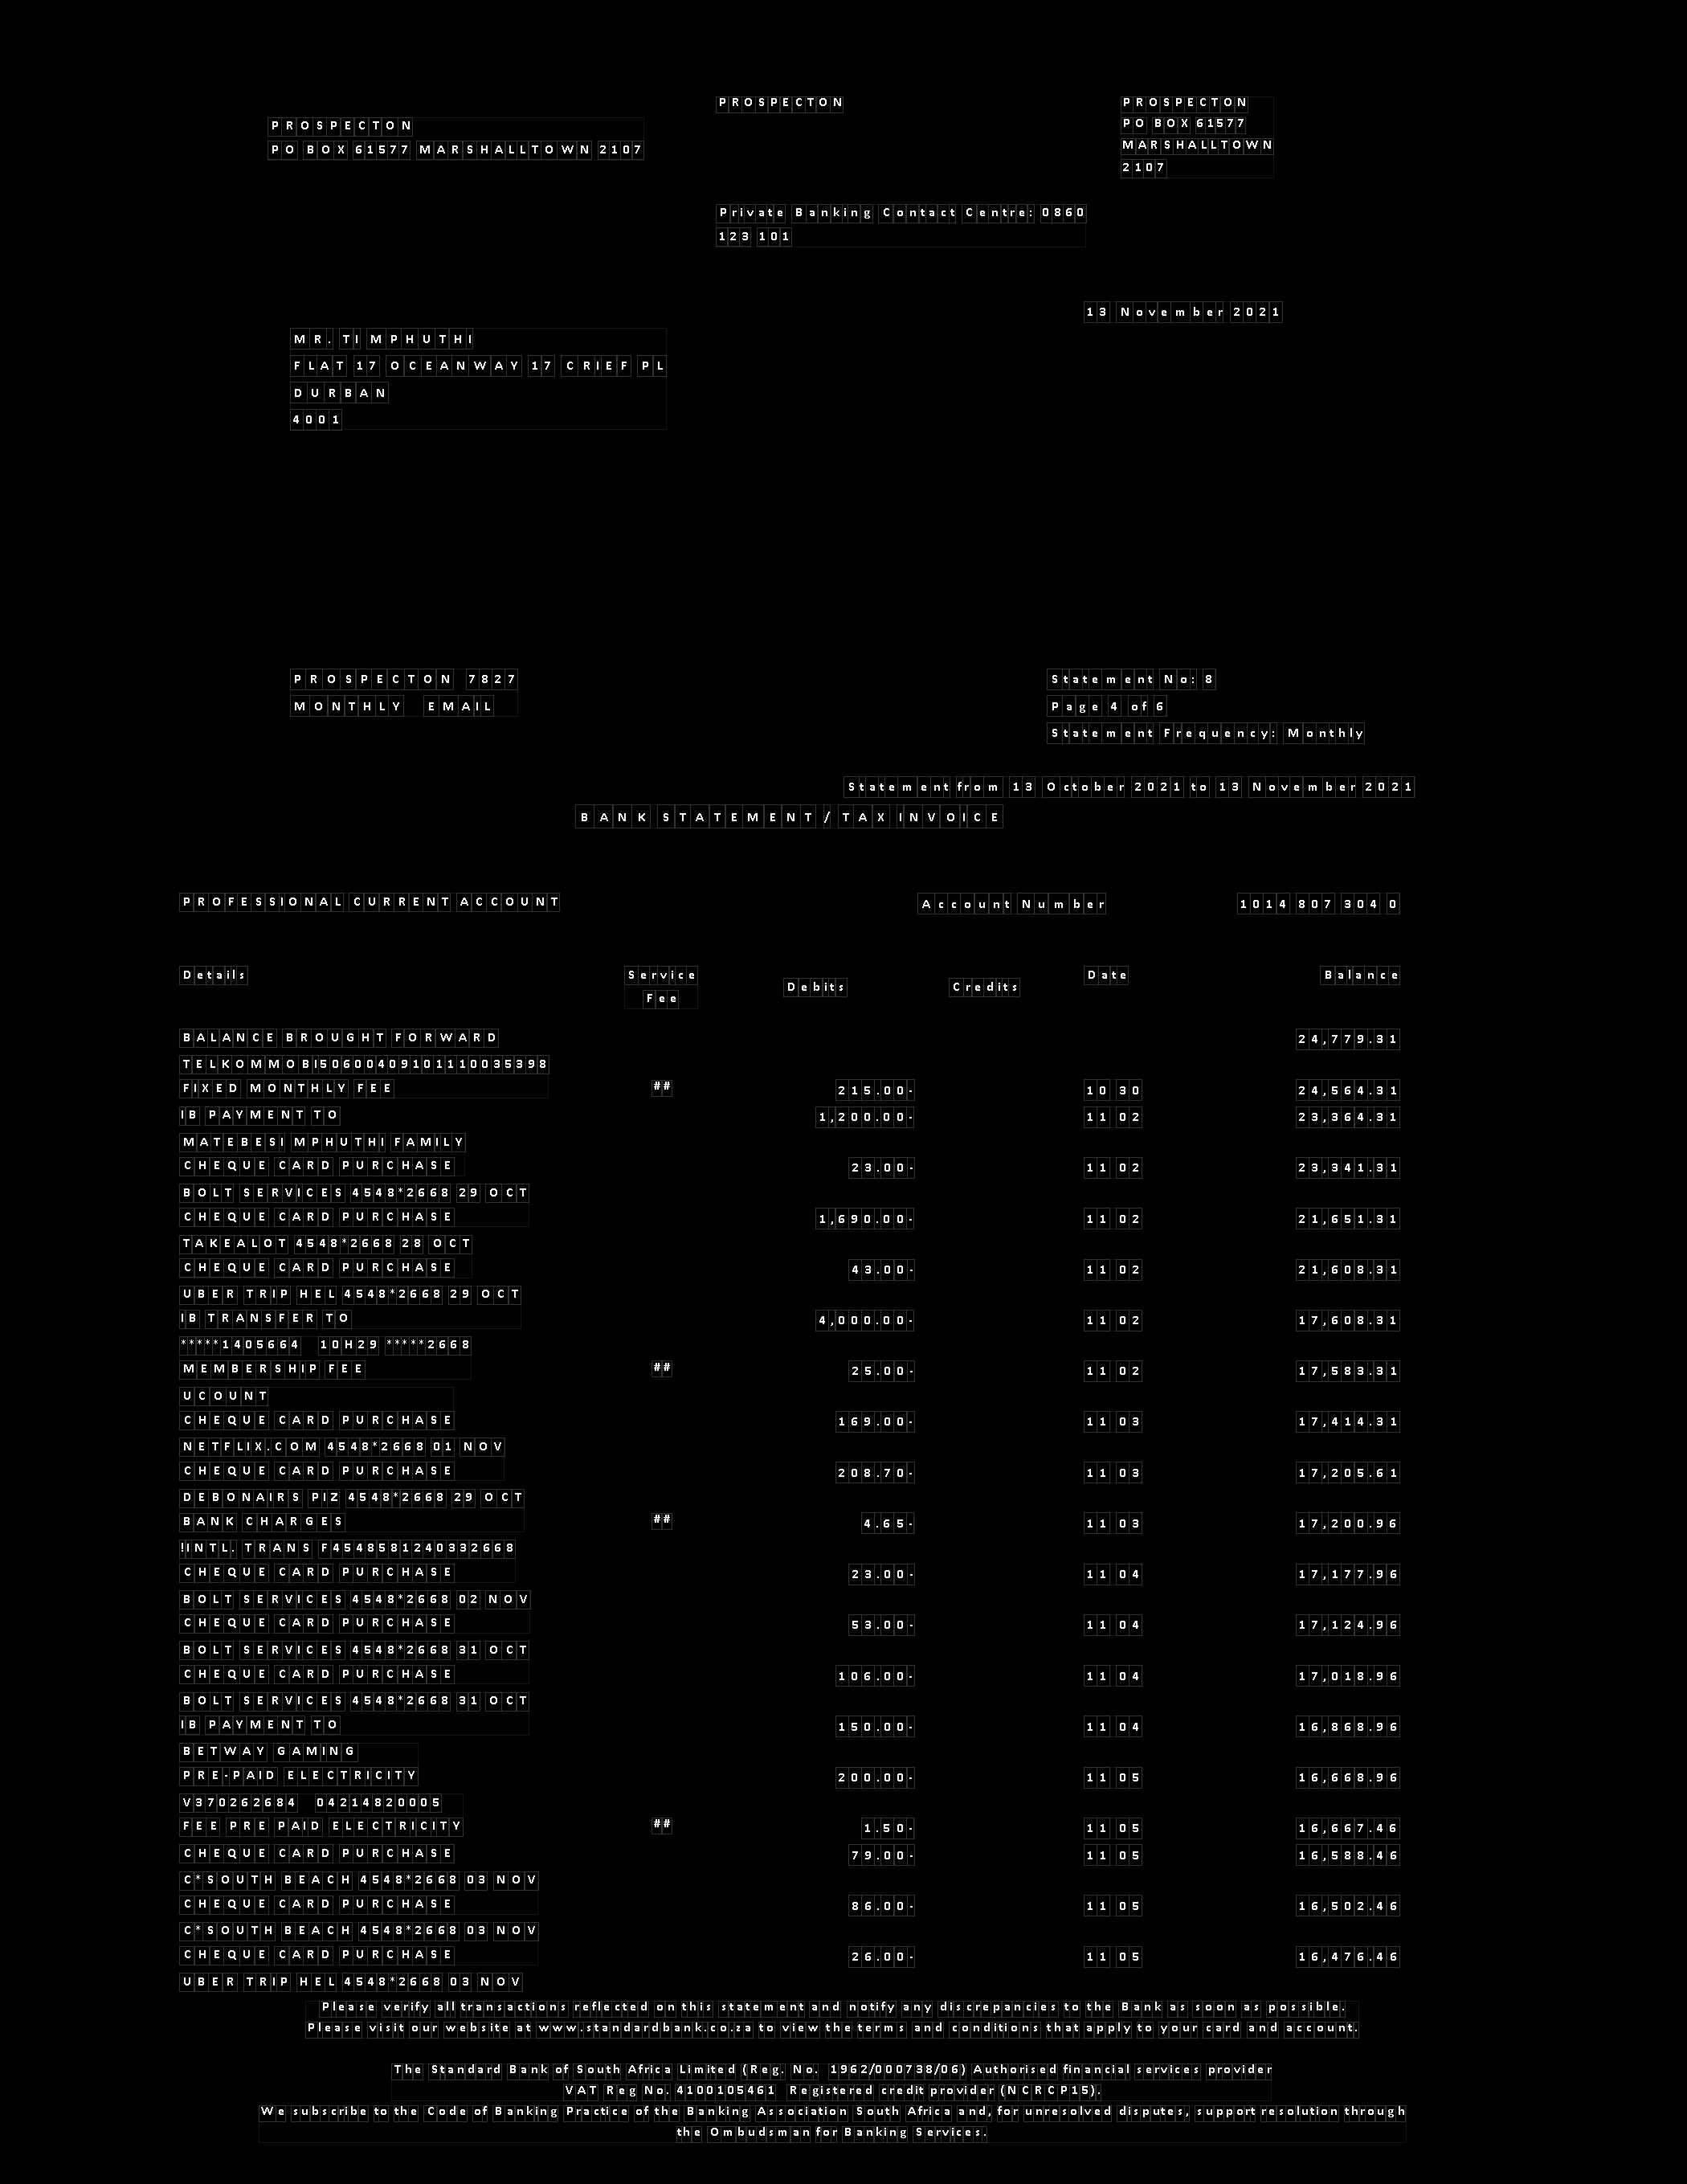 PROSPECTON
PO BOX 61577 MARSHALLTOWN 2107
PROSPECTON
PROSPECTON
PO BOX 61577
MARSHALLTOWN
2107
Private Banking Contact Centre: 0860
123 101
13 November 2021
MR. TI MPHUTHI
FLAT 17 OCEANWAY 17 CRIEF PL
DURBAN
4001
PROSPECTON 7827
MONTHLY EMAIL
Statement No: 8
Page 4 of 6
Statement Frequency: Monthly
Statement from 13 October 2021 to 13 November 2021
BANK STATEMENT / TAX INVOICE
PROFESSIONAL CURRENT ACCOUNT Account Number 1014 807 304 0
Details Service Fee Debits Credits Date Balance
BALANCE BROUGHT FORWARD 24,779.31
TELKOMMOBI50600409101110035398
FIXED MONTHLY FEE ## 215.00- 10 30 24,564.31
IB PAYMENT TO 1,200.00- 11 02 23,364.31
MATEBESI MPHUTHI FAMILY
CHEQUE CARD PURCHASE 23.00- 11 02 23,341.31
BOLT SERVICES 4548*2668 29 OCT
CHEQUE CARD PURCHASE 1,690.00- 11 02 21,651.31
TAKEALOT 4548*2668 28 OCT
CHEQUE CARD PURCHASE 43.00- 11 02 21,608.31
UBER TRIP HEL 4548*2668 29 OCT
IB TRANSFER TO 4,000.00- 11 02 17,608.31
*****1405664 10H29 *****2668
MEMBERSHIP FEE ## 25.00- 11 02 17,583.31
UCOUNT
CHEQUE CARD PURCHASE 169.00- 11 03 17,414.31
NETFLIX.COM 4548*2668 01 NOV
CHEQUE CARD PURCHASE 208.70- 11 03 17,205.61
DEBONAIRS PIZ 4548*2668 29 OCT
BANK CHARGES ## 4.65- 11 03 17,200.96
!INTL. TRANS F4548581240332668
CHEQUE CARD PURCHASE 23.00- 11 04 17,177.96
BOLT SERVICES 4548*2668 02 NOV
CHEQUE CARD PURCHASE 53.00- 11 04 17,124.96
BOLT SERVICES 4548*2668 31 OCT
CHEQUE CARD PURCHASE 106.00- 11 04 17,018.96
BOLT SERVICES 4548*2668 31 OCT
IB PAYMENT TO 150.00- 11 04 16,868.96
BETWAY GAMING
PRE-PAID ELECTRICITY 200.00- 11 05 16,668.96
V370262684 04214820005
FEE PRE PAID ELECTRICITY ## 1.50- 11 05 16,667.46
CHEQUE CARD PURCHASE 79.00- 11 05 16,588.46
C*SOUTH BEACH 4548*2668 03 NOV
CHEQUE CARD PURCHASE 86.00- 11 05 16,502.46
C*SOUTH BEACH 4548*2668 03 NOV
CHEQUE CARD PURCHASE 26.00- 11 05 16,476.46
UBER TRIP HEL 4548*2668 03 NOV
Please verify all transactions reflected on this statement and notify any discrepancies to the Bank as soon as possible.
Please visit our website at www.standardbank.co.za to view the terms and conditions that apply to your card and account.
The Standard Bank of South Africa Limited (Reg. No. 1962/000738/06) Authorised financial services provider
VAT Reg No. 4100105461 Registered credit provider (NCRCP15).
We subscribe to the Code of Banking Practice of the Banking Association South Africa and, for unresolved disputes, support resolution through
the Ombudsman for Banking Services.